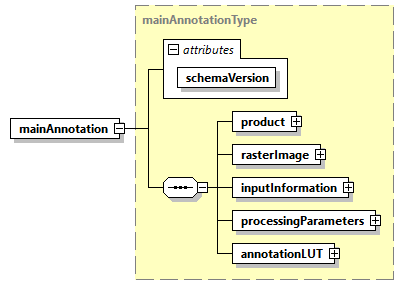 mainAnnotationType
attributes
schemaVersion
mainAnnotation
product
rasterImage
inputInformation
processingParameters
annotationLUT